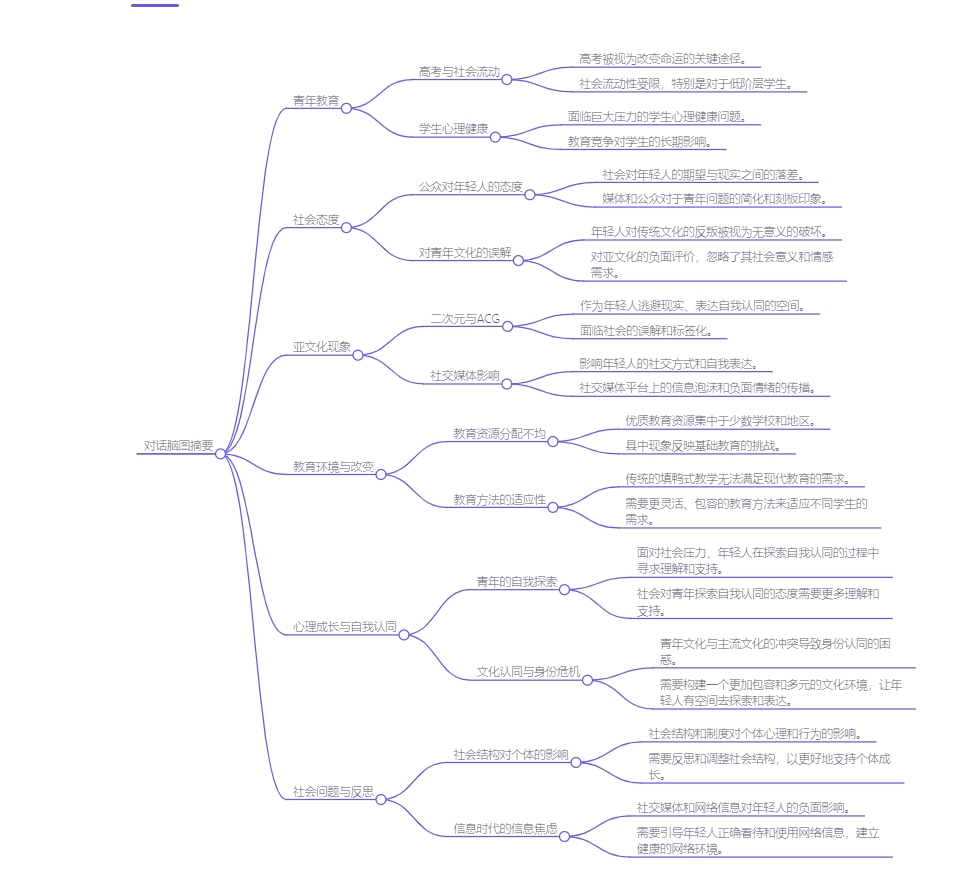 对话脑图摘要
青年教育
高考与社会流动
高考被视为改变命运的关键途径。
社会流动性受限，特别是对于低阶层学生。
学生心理健康
面临巨大压力的学生心理健康问题。
教育竞争对学生的长期影响。
社会态度
公众对年轻人的态度
社会对年轻人的期望与现实之间的落差。
媒体和公众对于青年问题的简化和刻板印象。
对青年文化的误解
年轻人对传统文化的反叛被视为无意义的破坏。
对亚文化的负面评价，忽略了其社会意义和情感
需求。
亚文化现象
二次元与ACG
作为年轻人逃避现实、表达自我认同的空间。
面临社会的误解和标签化。
社交媒体影响
影响年轻人的社交方式和自我表达。
社交媒体平台上的信息泡沫和负面情绪的传播。
教育环境与改变
教育资源分配不均
优质教育资源集中于少数学校和地区。
县中现象反映基础教育的挑战。
教育方法的适应性
传统的填鸭式教学无法满足现代教育的需求。
需要更灵活、包容的教育方法来适应不同学生的
需求。
心理成长与自我认同
青年的自我探索
面对社会压力，年轻人在探索自我认同的过程中
寻求理解和支持。
社会对青年探索自我认同的态度需要更多理解和
支持。
文化认同与身份危机
青年文化与主流文化的冲突导致身份认同的困
惑。
需要构建一个更加包容和多元的文化环境，让年
轻人有空间去探索和表达。
社会问题与反思
社会结构对个体的影响
社会结构和制度对个体心理和行为的影响。
需要反思和调整社会结构，以更好地支持个体成
长。
信息时代的信息焦虑
社交媒体和网络信息对年轻人的负面影响。
需要引导年轻人正确看待和使用网络信息，建立
健康的网络环境。